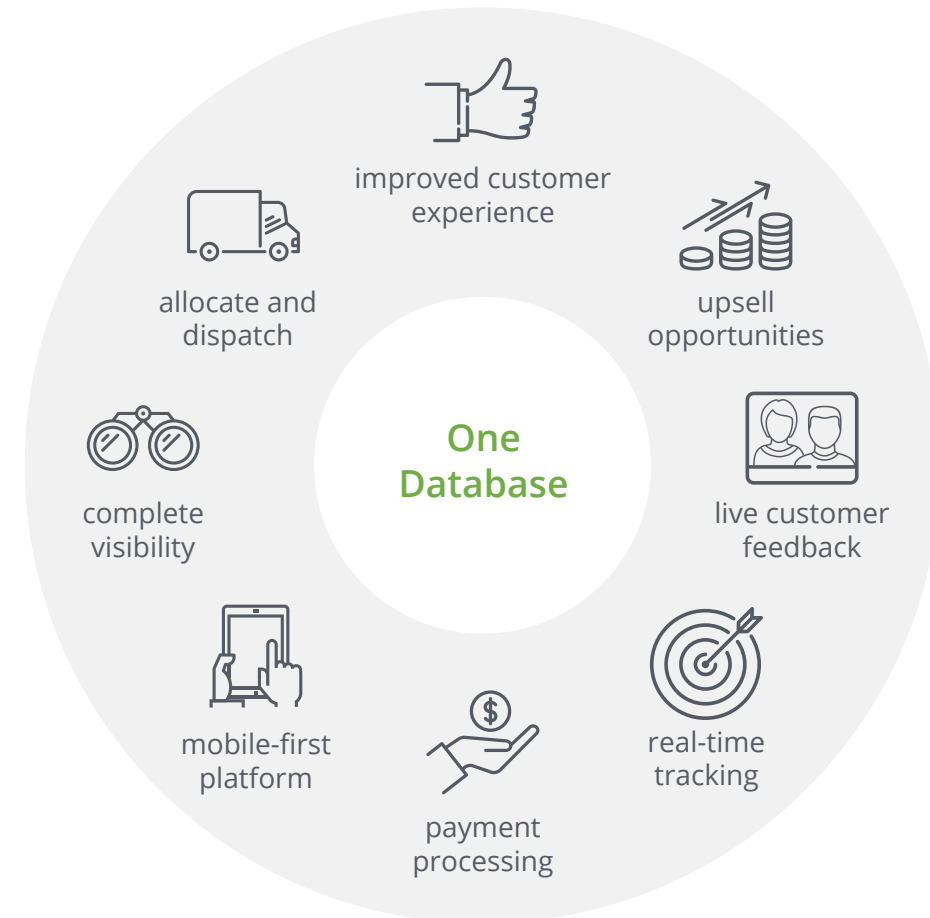 improved customer
experience
upsell
opportunities
live customer
feedback
real-time
tracking
payment
processing
mobile-first
platform
complete
visibility
allocate and
dispatch
One
Database
$